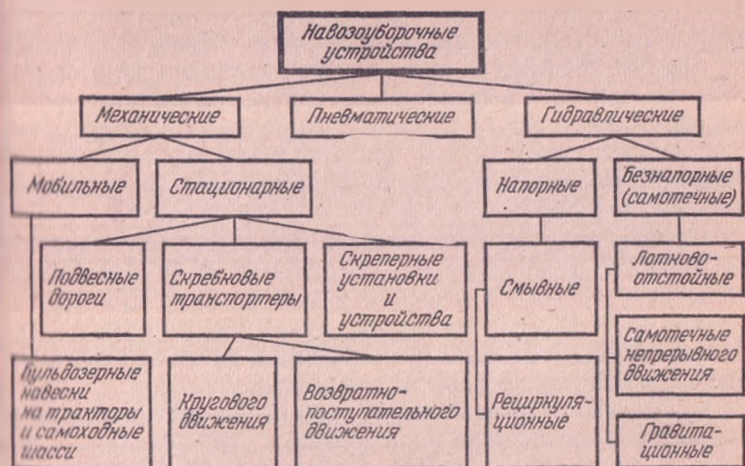 Навозоуборочные
устройства
Механические
Пневматические
Гидравлические
Мобильные
Стационарные
Напорные
Безнапорные
(самотечные)
Подвесные
дороги
Скребковые
транспортеры
Скреперные
установки
и
устройства
Смывные
Лотково-
отстойные
Самотечные
непрерывного
движения
Бульдозерные
навески
на тракторы
и самоходные
шасси
Кругового
движения
Возвратно-
поступательного
движения
Рециркуля-
ционные
Гравита-
ционные